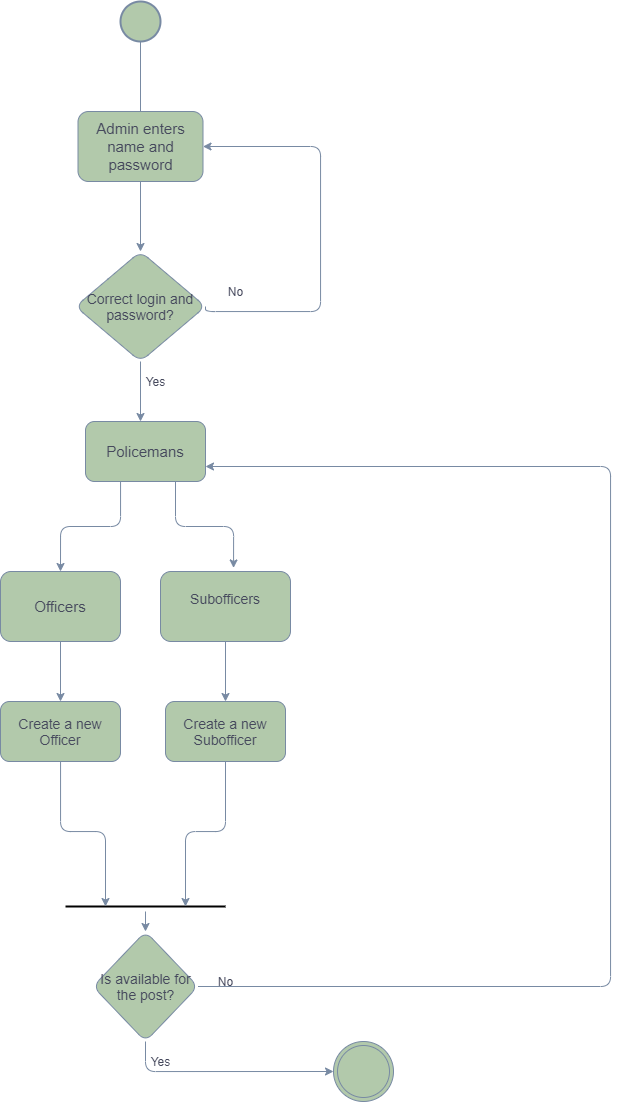 Admin enters
name and
password
Correct login and
password?
No
Yes
Policemans
Officers
Subofficers
Create a new
Officer
Create a new
Subofficer
Is available for
the post?
No
Yes